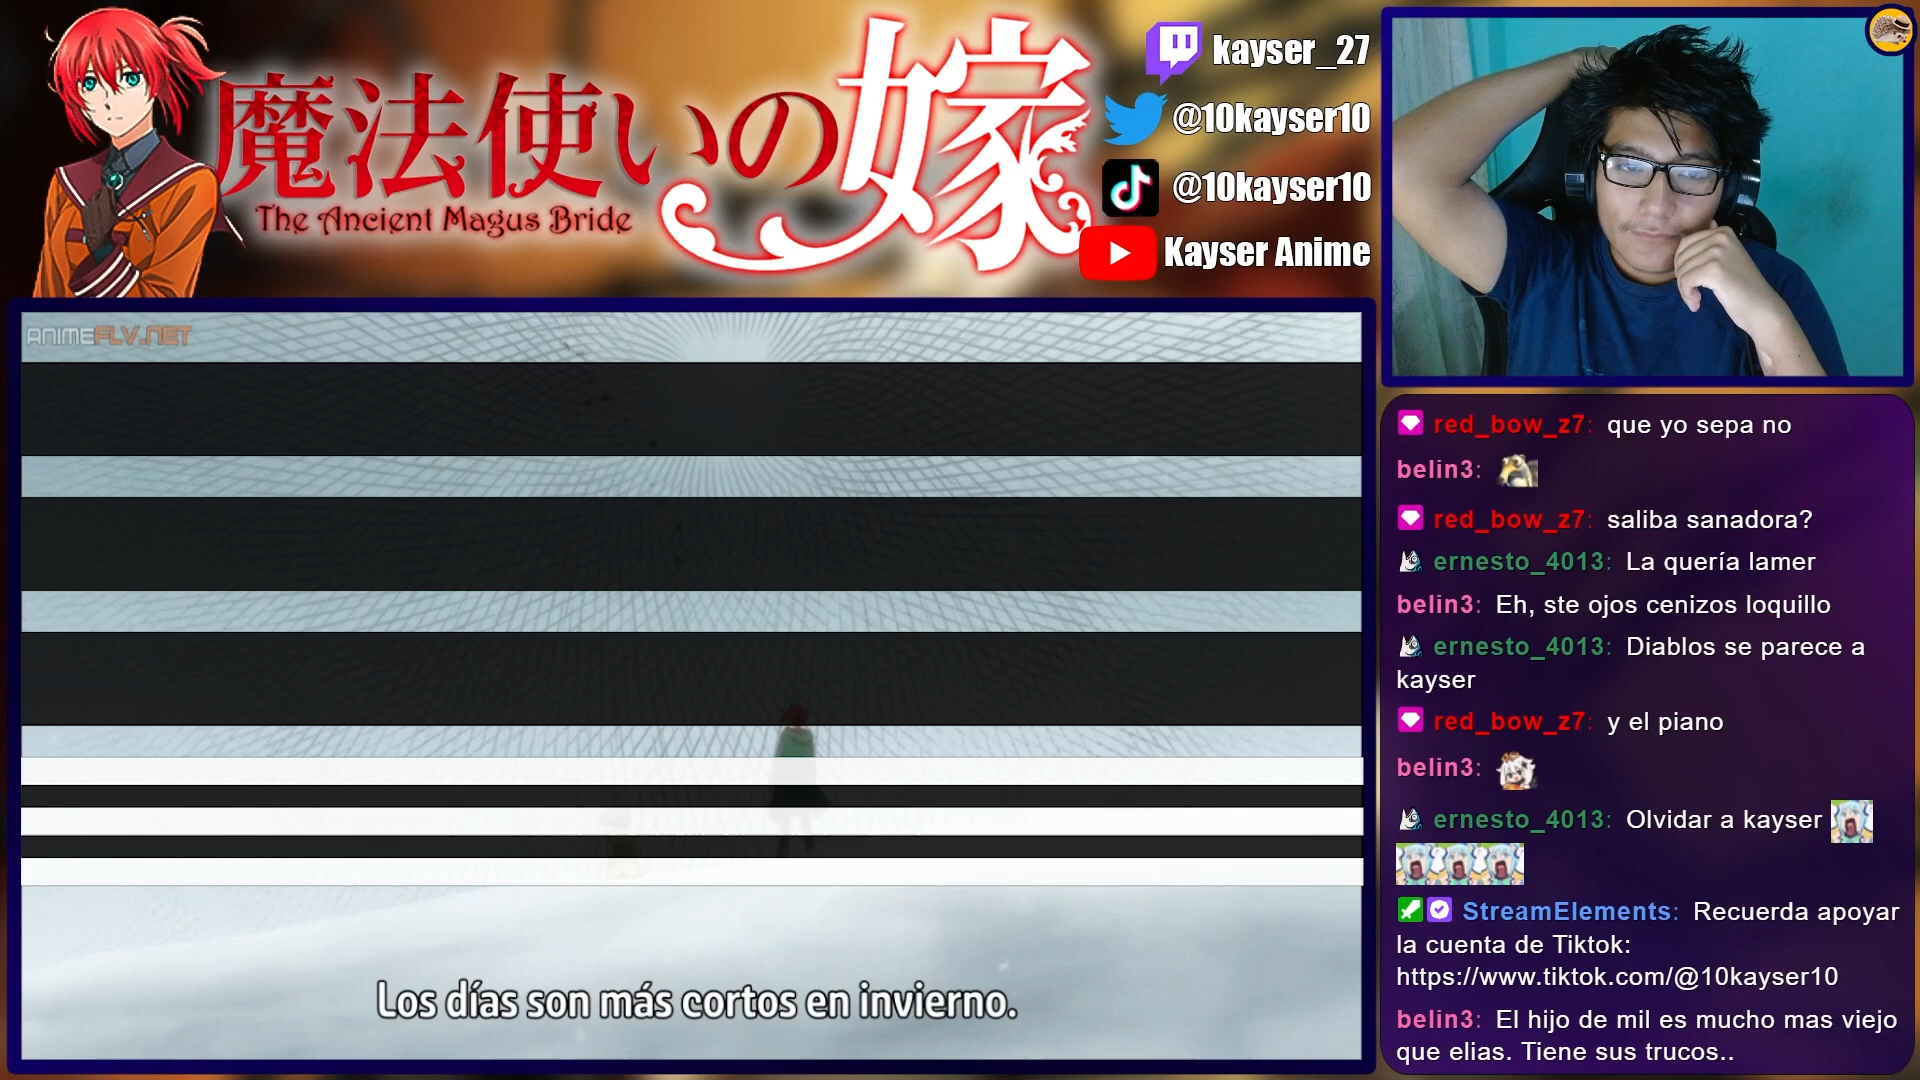 魔法使いの嫁
The Ancient Magus Bride
kayser_27
@10kayser10
@10kayser10
Kayser Anime
ANIMEFLV.NET
Los días son más cortos en invierno.
red_bow_z7: que yo sepa no
belin3:
red_bow_z7: saliba sanadora?
ernesto_4013: La quería lamer
belin3: Eh, ste ojos cenizos loquillo
ernesto_4013: Diablos se parece a
kayser
red_bow_z7: y el piano
belin3:
ernesto_4013: Olvidar a kayser
StreamElements: Recuerda apoyar
la cuenta de Tiktok:
https://www.tiktok.com/@10kayser10
belin3: El hijo de mil es mucho mas viejo
que elias. Tiene sus trucos..